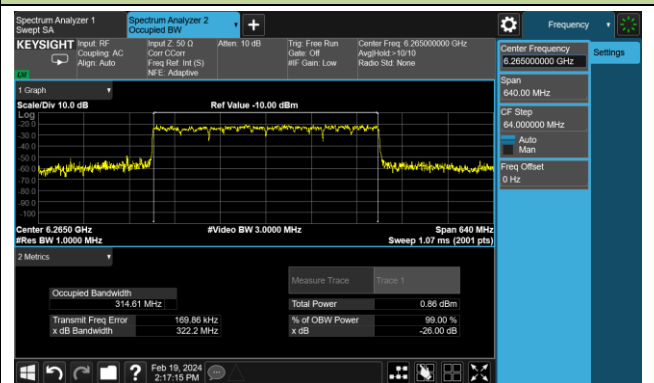 Spectrum Analyzer 1
Swept SA
Spectrum Analyzer 2
Occupied BW
Frequency
KEYSIGHT
Input: RF
Coupling: AC
Align: Auto
Input Z: 50 Ω
Corr CCorr
Freq Ref: Int (S)
NFE: Adaptive
Atten: 10 dB
Trig: Free Run
Gate: Off
#IF Gain: Low
Center Freq: 6.265000000 GHz
Avg|Hold:>10/10
Radio Std: None
Center Frequency
6.265000000 GHz
Settings
Span
640.00 MHz
CF Step
64.000000 MHz
Auto
Man
Freq Offset
0 Hz
1 Graph
Scale/Div 10.0 dB
Ref Value -10.00 dBm
Log
-20.0
-30.0
-40.0
-50.0
-60.0
-70.0
-80.0
-90.0
-100
Center 6.2650 GHz
#Video BW 3.0000 MHz
Span 640 MHz
#Res BW 1.0000 MHz
Sweep 1.07 ms (2001 pts)
2 Metrics
Measure Trace
Trace 1
Occupied Bandwidth
314.61 MHz
Total Power
0.86 dBm
Transmit Freq Error
169.86 kHz
% of OBW Power
99.00 %
x dB Bandwidth
322.2 MHz
x dB
-26.00 dB
?
Feb 19, 2024
2:17:15 PM